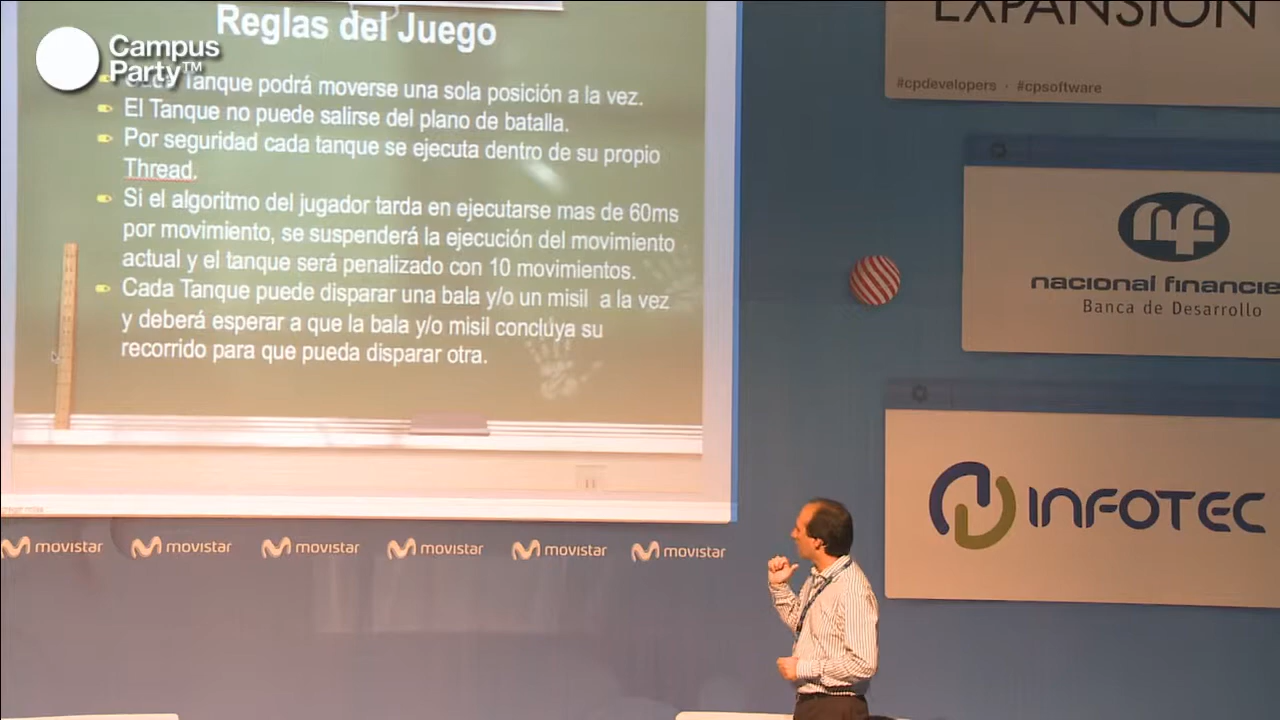 Reglas del Juego
Campus
Party™
Cada Tanque podrá moverse una sola posición a la vez.
El Tanque no puede salirse del plano de batalla.
Por seguridad cada tanque se ejecuta dentro de su propio
Thread.
Si el algoritmo del jugador tarda en ejecutarse mas de 60ms
por movimiento, se suspenderá la ejecución del movimiento
actual y el tanque será penalizado con 10 movimientos.
Cada Tanque puede disparar una bala y/o un misil a la vez
y deberá esperar a que la bala y/o misil concluya su
recorrido para que pueda disparar otra.
movistar movistar movistar movistar movistar movistar
EXPANSIÓN
#cpdevelopers · #cpsoftware
nacional financie
Banca de Desarrollo
INFOTEC